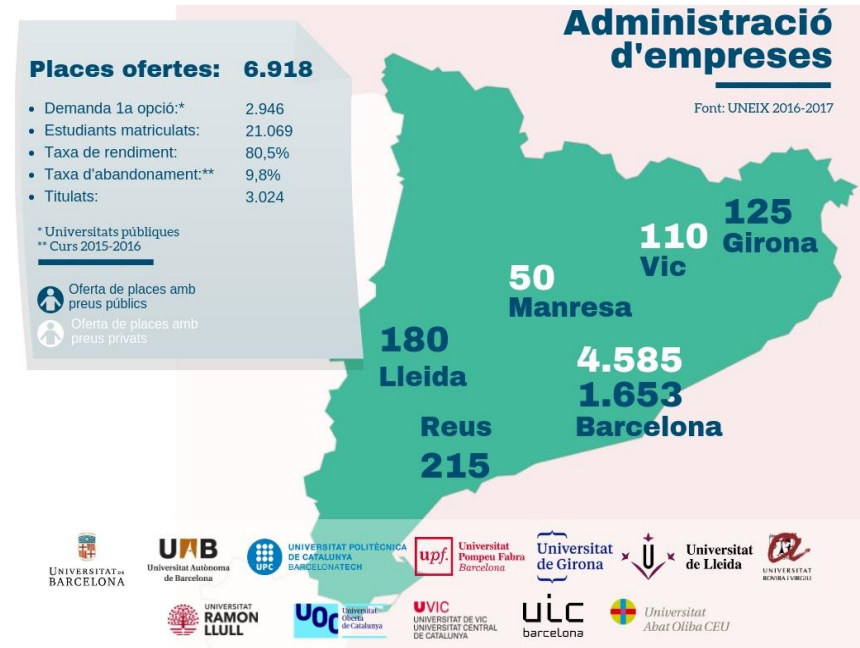 Administració
d'empreses
Font: UNEIX 2016-2017
Places ofertes: 6.918
• Demanda 1a opció:* 2.946
• Estudiants matriculats: 21.069
• Taxa de rendiment: 80,5%
• Taxa d'abandonament:** 9,8%
• Titulats: 3.024
* Universitats públiques
** Curs 2015-2016
Oferta de places amb
preus públics
Oferta de places amb
preus privats
125
Girona
110
Vic
50
Manresa
180
Lleida
4.585
1.653
Barcelona
Reus
215
UNIVERSITAT DE
BARCELONA
UAB
Universitat Autònoma
de Barcelona
UPC
UNIVERSITAT POLITÈCNICA
DE CATALUNYA
BARCELONATECH
upf.
Universitat
Pompeu Fabra
Barcelona
Universitat
de Girona
Universitat
de Lleida
UNIVERSITAT
ROVIRA I VIRGILI
UNIVERSITAT
RAMON
LLULL
UOC
Universitat
Oberta
de Catalunya
UVIC
UNIVERSITAT DE VIC
UNIVERSITAT CENTRAL
DE CATALUNYA
uic
barcelona
Universitat
Abat Oliba CEU